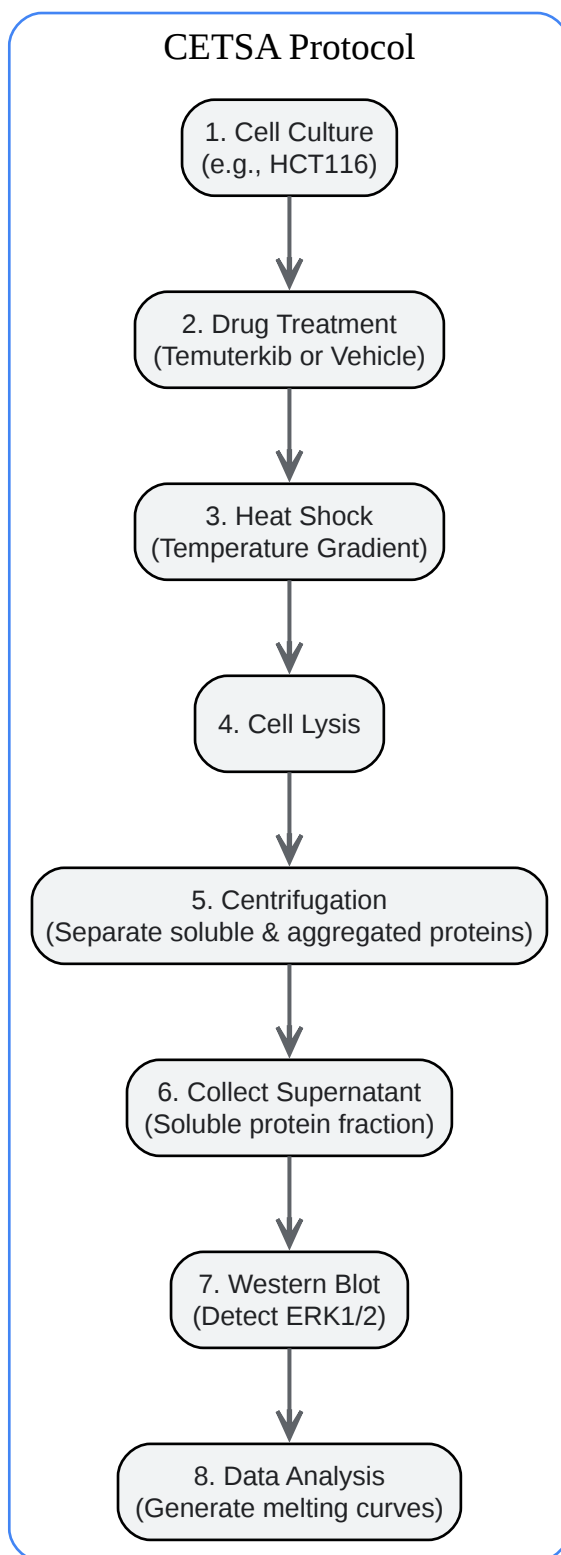 CETSA Protocol
1. Cell Culture
(e.g., HCT116)
2. Drug Treatment
(Temuterkib or Vehicle)
3. Heat Shock
(Temperature Gradient)
4. Cell Lysis
5. Centrifugation
(Separate soluble & aggregated proteins)
6. Collect Supernatant
(Soluble protein fraction)
7. Western Blot
(Detect ERK1/2)
8. Data Analysis
(Generate melting curves)